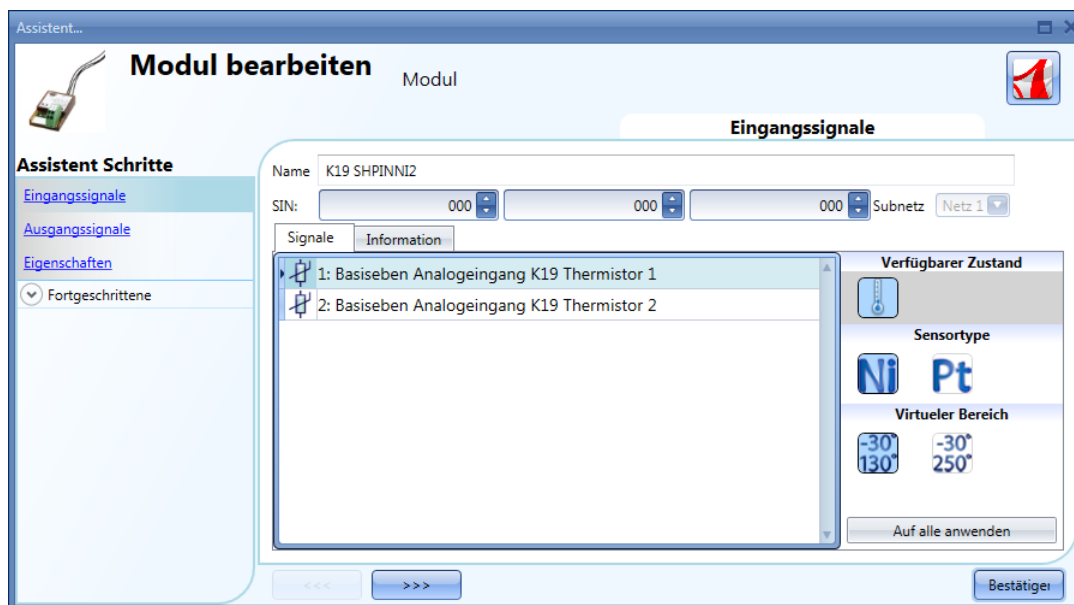 Assistent...
Modul bearbeiten
Modul
Eingangssignale
Assistent Schritte
Eingangssignale
Ausgangssignale
Eigenschaften
Fortgeschrittene
Name K19 SHPINNI2
SIN: 000 000 000 Subnetz Netz 1
Signale Information
1: Basiseben Analogeingang K19 Thermistor 1
2: Basiseben Analogeingang K19 Thermistor 2
Verfügbarer Zustand
Sensortype
Ni Pt
Virtueler Bereich
-30° -30°
130° 250°
Auf alle anwenden
<<< >>> Bestätiger